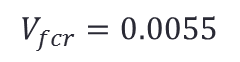 V_fcr = 0.0055